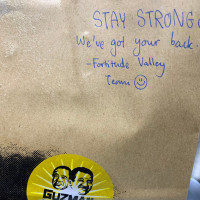 STAY STRONG
We've got your back
-Fortitude Valley
Team
GUZMAN